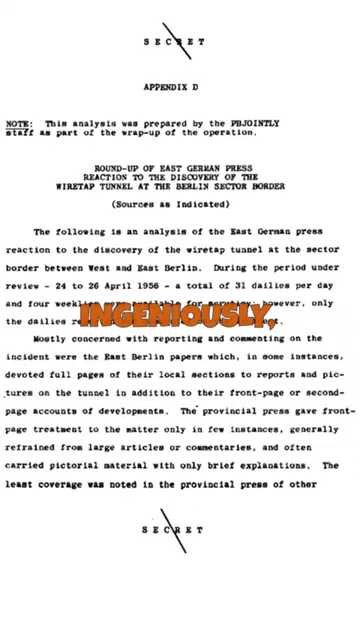 SECRET
APPENDIX D
NOTE: This analysis was prepared by the PBJOINTLY
staff as part of the wrap-up of the operation.
ROUND-UP OF EAST GERMAN PRESS
REACTION TO THE DISCOVERY OF THE
WIRETAP TUNNEL AT THE BERLIN SECTOR BORDER
(Sources as Indicated)
The following is an analysis of the East German press
reaction to the discovery of the wiretap tunnel at the sector
border between West and East Berlin. During the period under
review - 24 to 26 April 1956 - a total of 31 dailies per day
and four however, only
the dailies
INGENIOUSLY,
Mostly concerned with reporting and commenting on the
incident were the East Berlin papers which, in some instances,
devoted full pages of their local sections to reports and pic-
tures on the tunnel in addition to their front-page or second-
page accounts of developments. The provincial press gave front-
page treatment to the matter only in few instances, generally
refrained from large articles or commentaries, and often
carried pictorial material with only brief explanations. The
least coverage was noted in the provincial press of other
SECRET